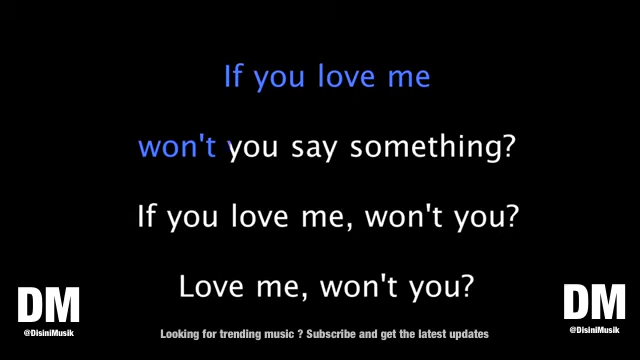 If you love me
won't you say something?
If you love me, won't you?
Love me, won't you?
DM
@DisiniMusik
DM
@DisiniMusik
Looking for trending music ? Subscribe and get the latest updates